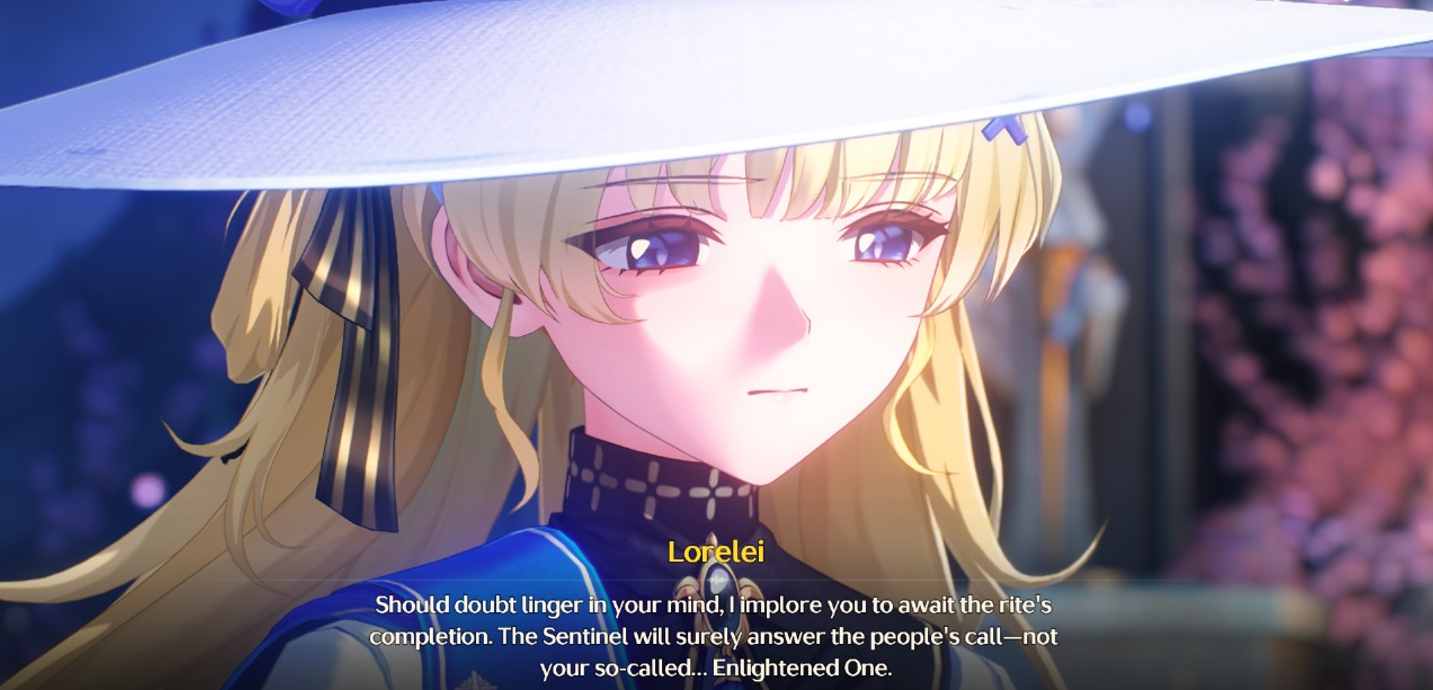 Lorelei
Should doubt linger in your mind, I implore you to await the rite's
completion. The Sentinel will surely answer the people's call—not
your so-called... Enlightened One.